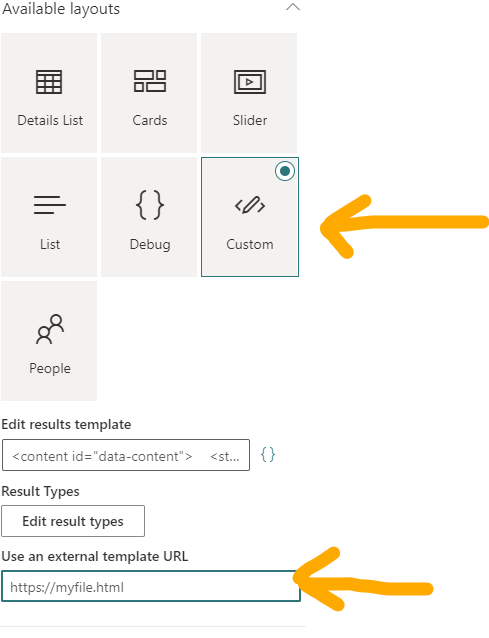 Available layouts
Details List
Cards
Slider
List
Debug
Custom
People
Edit results template
<content id="data-content">    <st...
Result Types
Edit result types
Use an external template URL
https://myfile.html